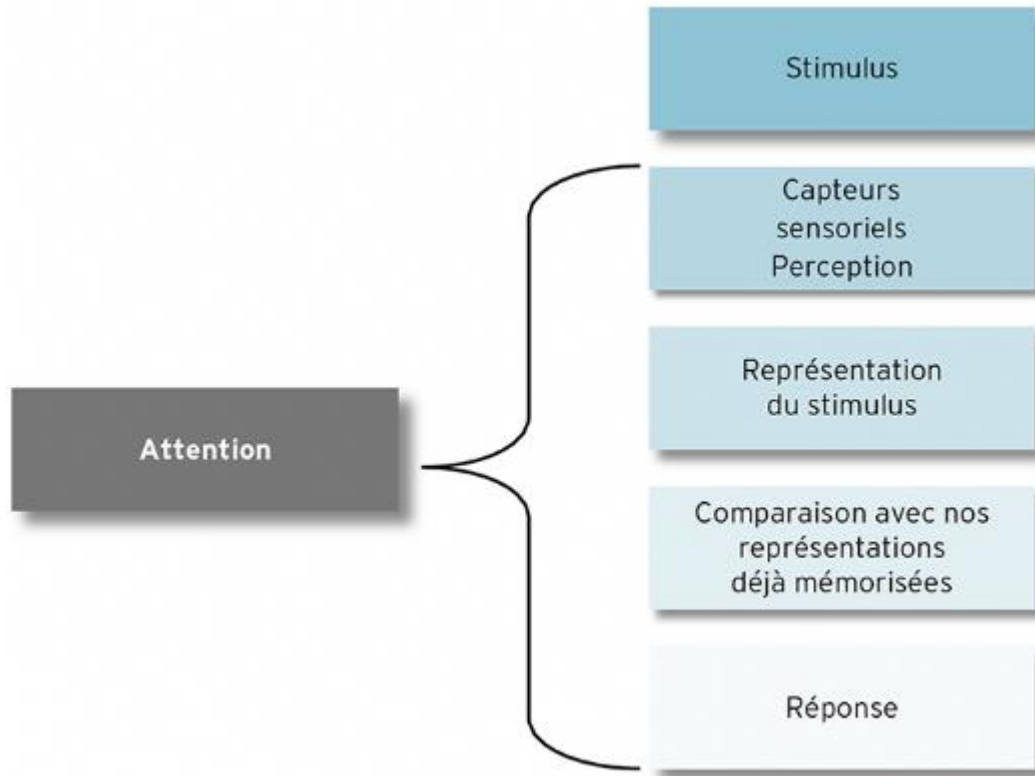 Stimulus
Capteurs
sensoriels
Perception
Représentation
du stimulus
Attention
Comparaison avec nos
représentations
déjà mémorisées
Réponse